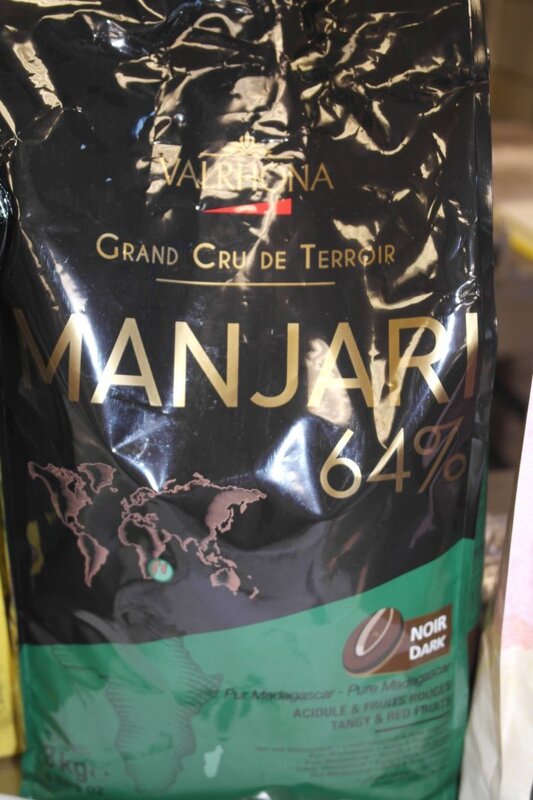 VALRHONA
GRAND CRU DE TERROIR
MANJARI
64%
NOIR
DARK
Pur Madagascar - Pure Madagascar
ACIDULÉ & FRUITS ROUGES
TANGY & RED FRUITS
3kg e